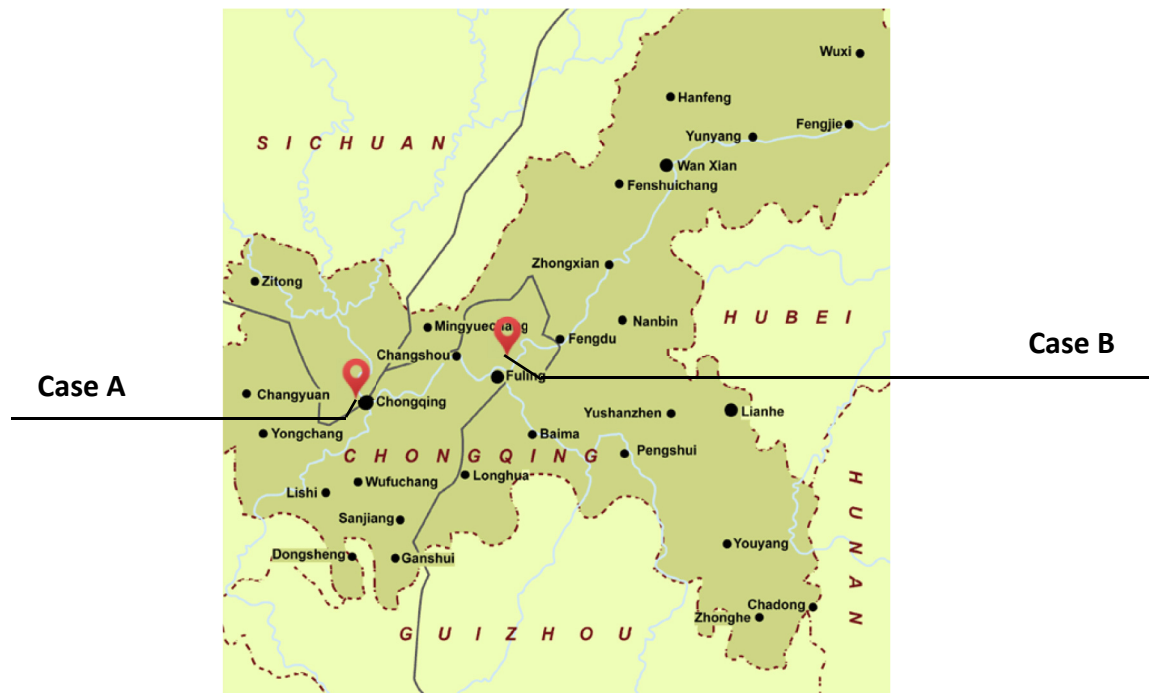 Wuxi
Hanfeng
Fengjie
Yunyang
SICHUAN
Wan Xian
Fenshuichang
Zhongxian
Zitong
HUBEI
Nanbin
Mingyuechang
Fengdu
Case B
Changshou
Fuling
Case A
Changyuan
Chongqing
Yushanzhen
Lianhe
Yongchang
Baima
CHONGQING
Pengshui
Longhua
Wufuchang
Lishi
HUNAN
Sanjiang
Youyang
Dongsheng
Ganshui
Chadong
Zhonghe
GUIZHOU